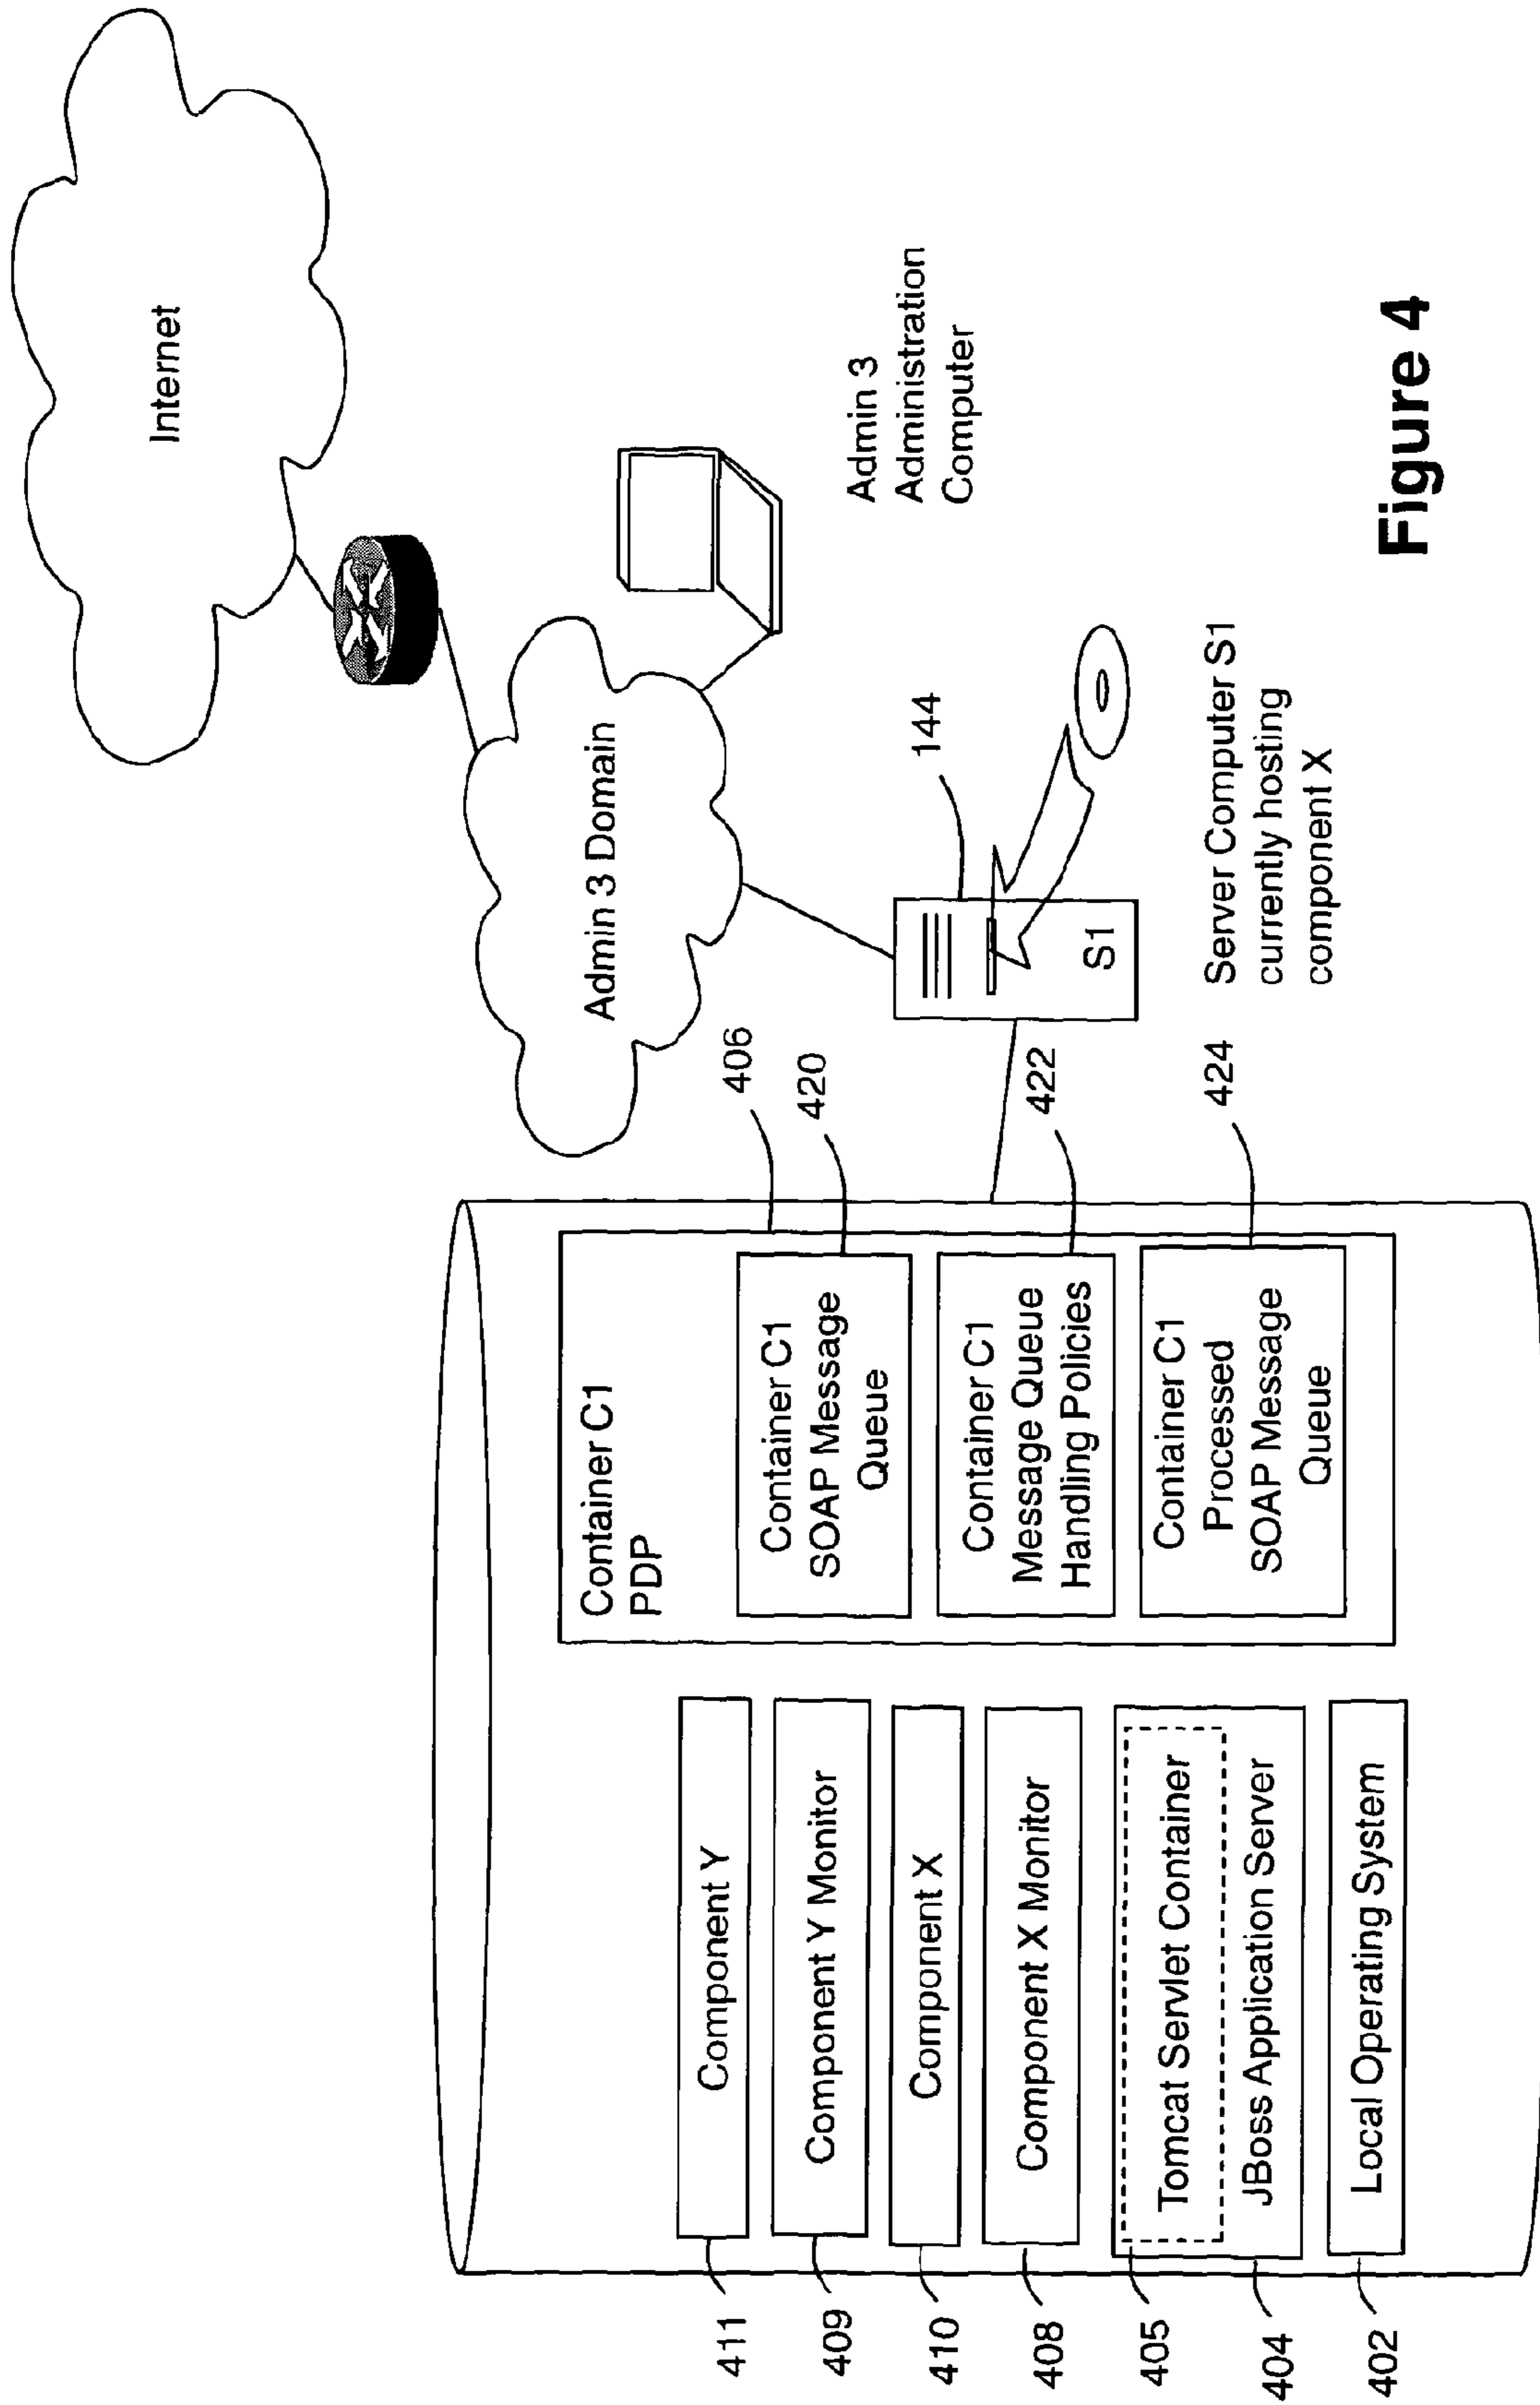 Internet
Admin 3 Domain
Admin 3
Administration
Computer
144
S1
Server Computer S1
currently hosting
component X
Container C1
PDP
406
Container C1
SOAP Message
Queue
420
Container C1
Message Queue
Handling Policies
422
Container C1
Processed
SOAP Message
Queue
424
411
Component Y
409
Component Y Monitor
410
Component X
408
Component X Monitor
405
Tomcat Servlet Container
404
JBoss Application Server
402
Local Operating System
Figure 4